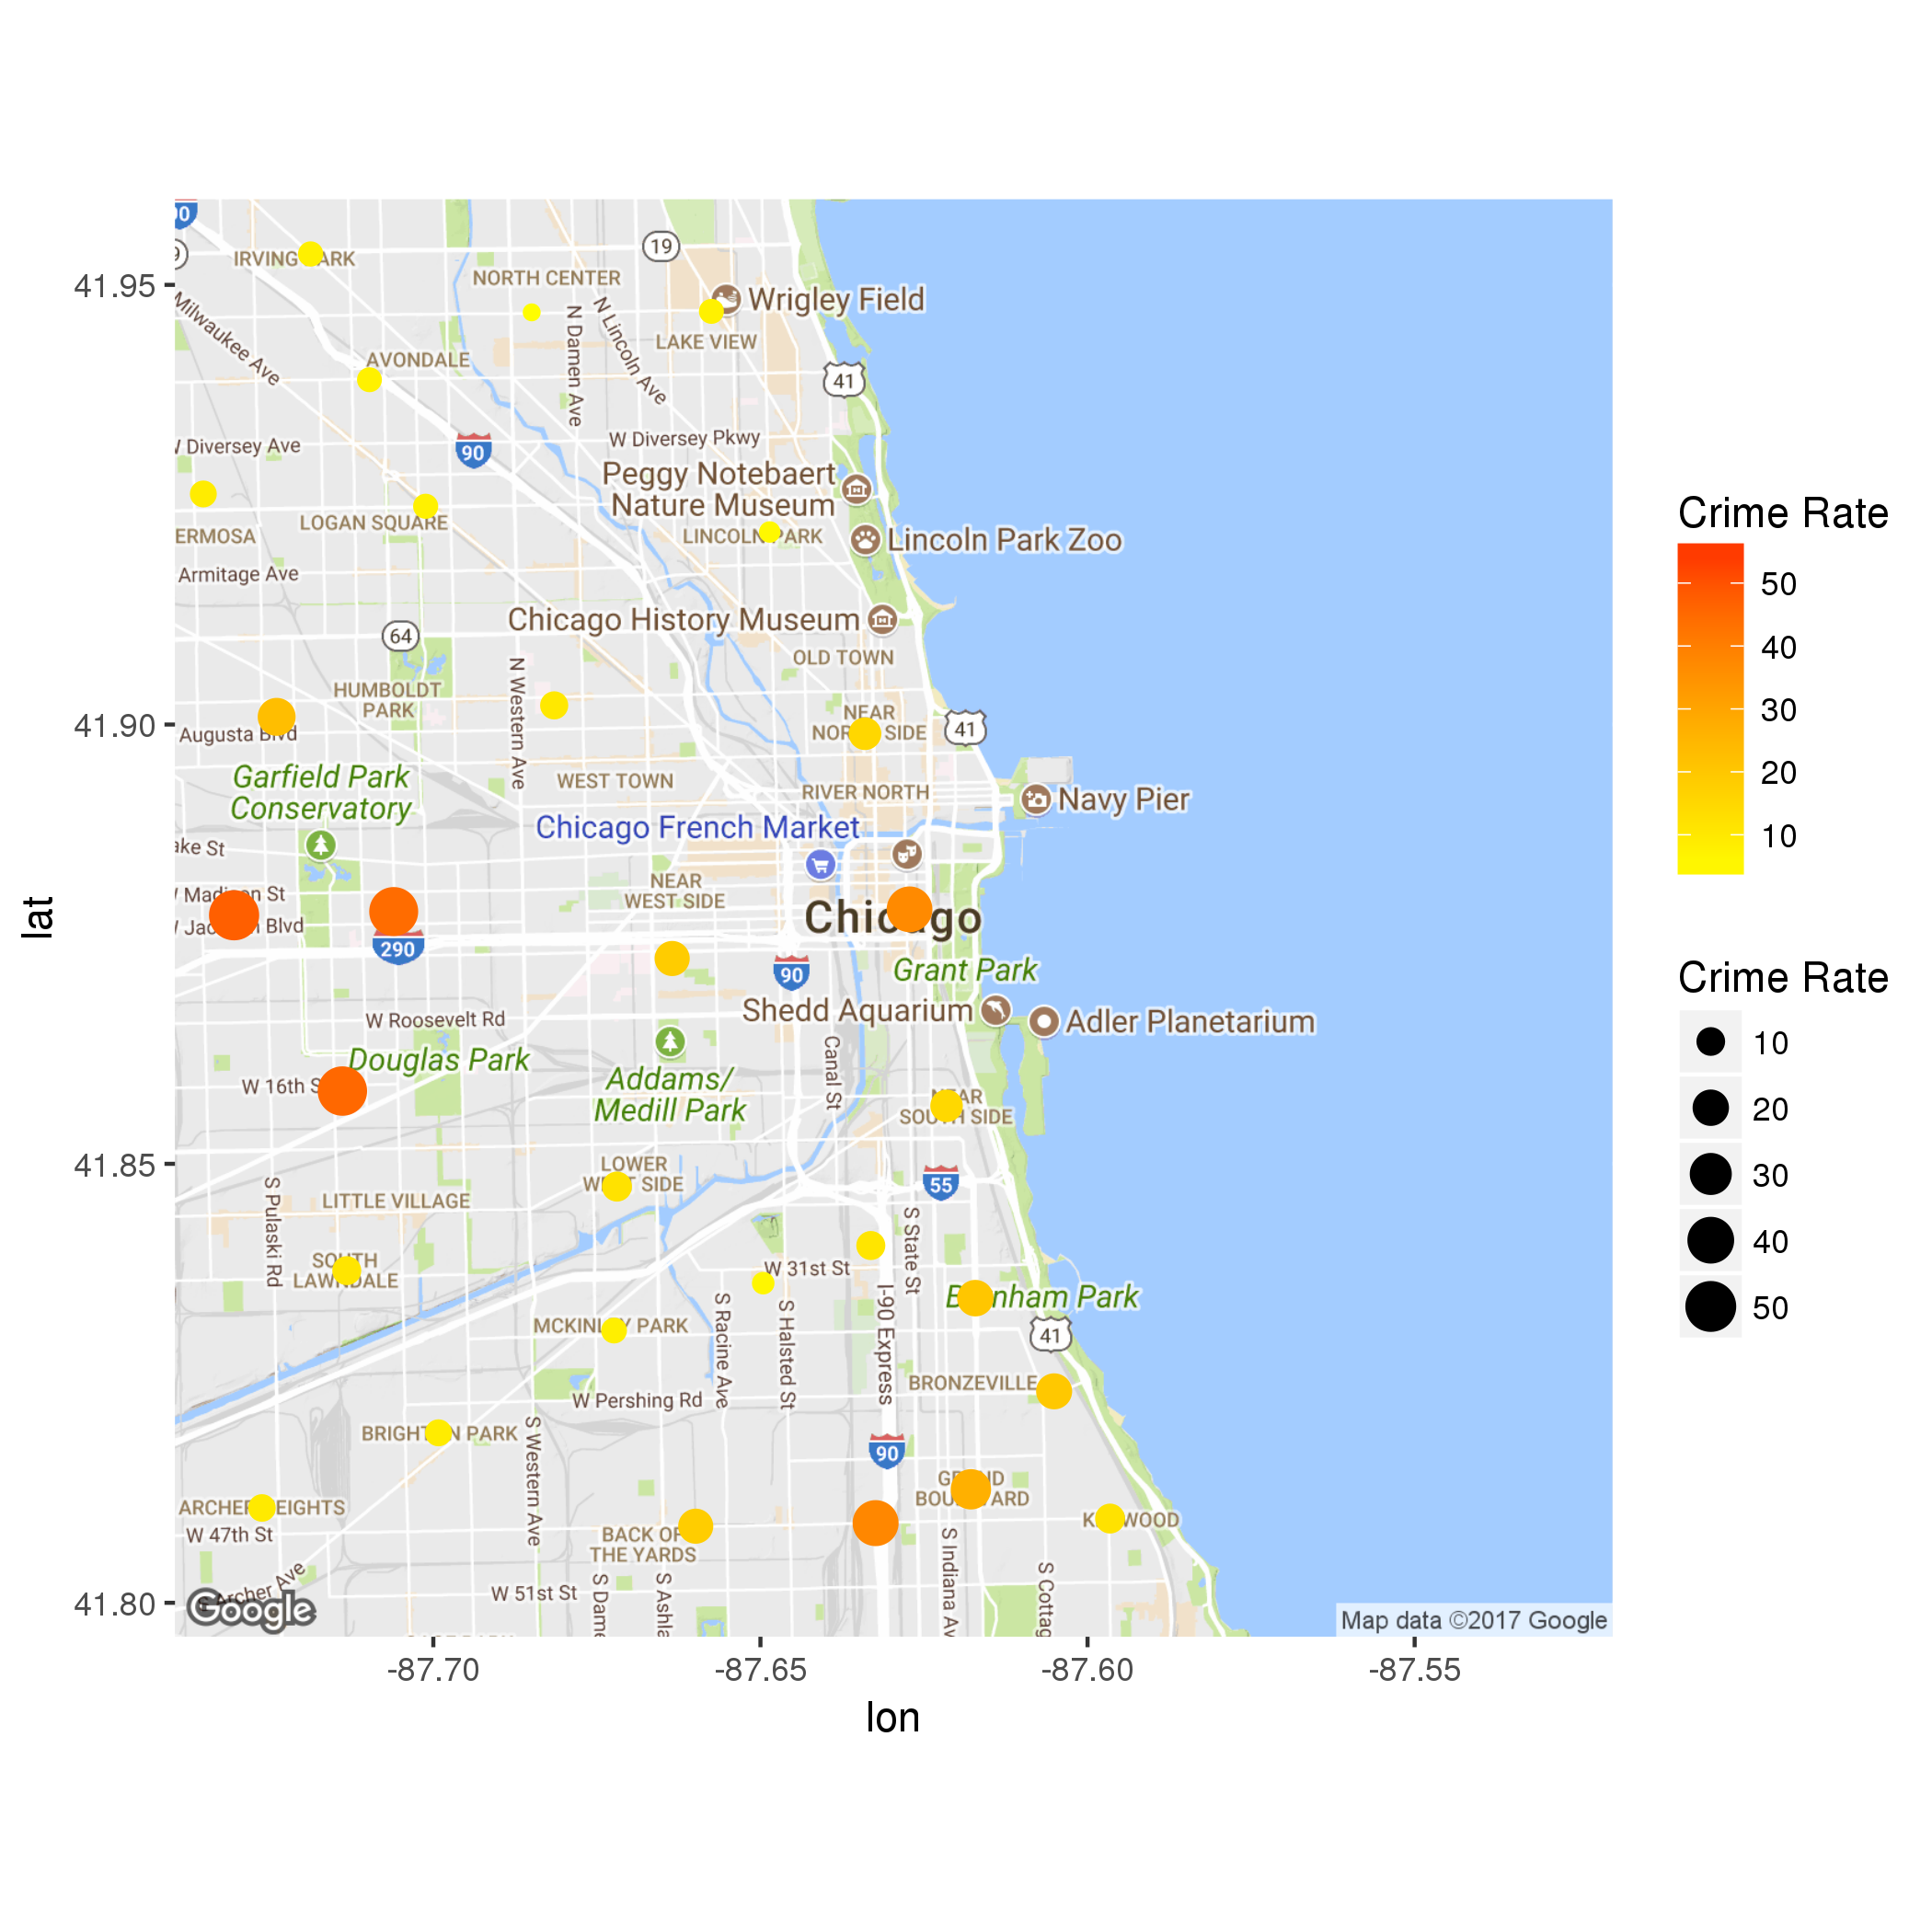 41.95
41.90
41.85
41.80
lat
-87.70
-87.65
-87.60
-87.55
lon
90
19
IRVING PARK
NORTH CENTER
Wrigley Field
LAKE VIEW
Milwaukee Ave
N Damen Ave
N Lincoln Ave
AVONDALE
41
W Diversey Ave
W Diversey Pkwy
Peggy Notebaert
Nature Museum
LOGAN SQUARE
ERMOSA
LINCOLN PARK
Lincoln Park Zoo
Armitage Ave
Chicago History Museum
64
OLD TOWN
N Western Ave
HUMBOLDT
PARK
NEAR
NORTH SIDE
41
Augusta Blvd
Garfield Park
Conservatory
WEST TOWN
RIVER NORTH
Navy Pier
Chicago French Market
ake St
W Madison St
NEAR
WEST SIDE
Chicago
W Jackson Blvd
290
90
Grant Park
Shedd Aquarium
Adler Planetarium
W Roosevelt Rd
Douglas Park
Canal St
W 16th S
Addams/
Medill Park
NEAR
SOUTH SIDE
LOWER
WEST SIDE
55
S Pulaski Rd
LITTLE VILLAGE
S State St
SOUTH
LAWNDALE
W 31st St
Burnham Park
I-90 Express
MCKINLEY PARK
S Racine Ave
S Halsted St
41
BRONZEVILLE
W Pershing Rd
BRIGHTON PARK
S Western Ave
90
GRAND
BOULEVARD
ARCHER HEIGHTS
W 47th St
KENWOOD
BACK OF
THE YARDS
S Indiana Av
S Archer Ave
W 51st St
S Dame
S Ashla
S Cottag
Google
Map data ©2017 Google
Crime Rate
50
40
30
20
10
Crime Rate
10
20
30
40
50